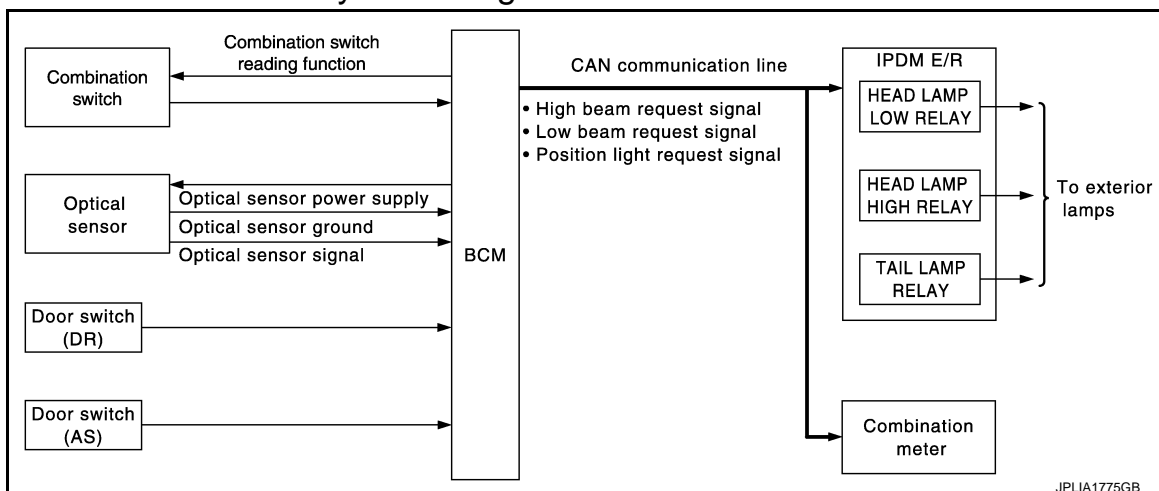 Combination switch
reading function
Combination
switch
Optical
sensor
Optical sensor power supply
Optical sensor ground
Optical sensor signal
Door switch
(DR)
Door switch
(AS)
BCM
CAN communication line
• High beam request signal
• Low beam request signal
• Position light request signal
IPDM E/R
HEAD LAMP
LOW RELAY
HEAD LAMP
HIGH RELAY
TAIL LAMP
RELAY
To exterior
lamps
Combination
meter
JPLIA1775GB